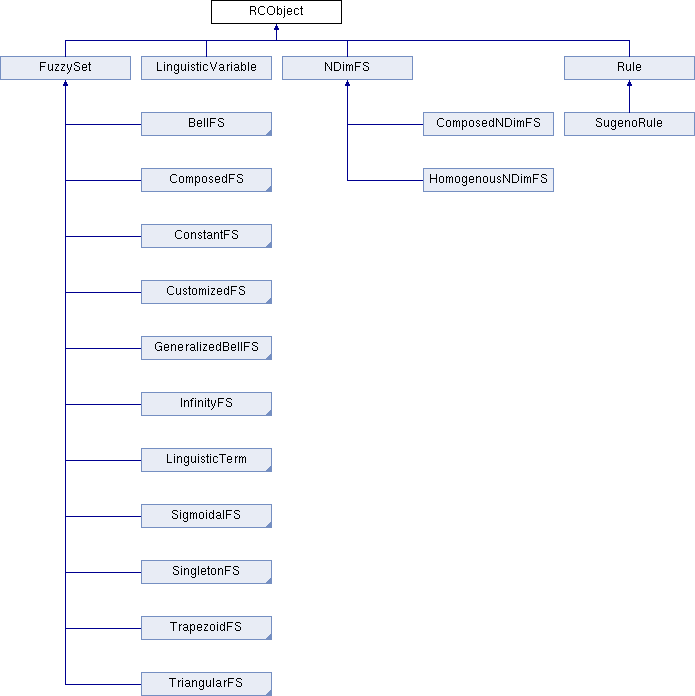 RCObject
FuzzySet
LinguisticVariable
NDimFS
Rule
BellFS
ComposedNDimFS
SugenoRule
ComposedFS
HomogenousNDimFS
ConstantFS
CustomizedFS
GeneralizedBellFS
InfinityFS
LinguisticTerm
SigmoidalFS
SingletonFS
TrapezoidFS
TriangularFS